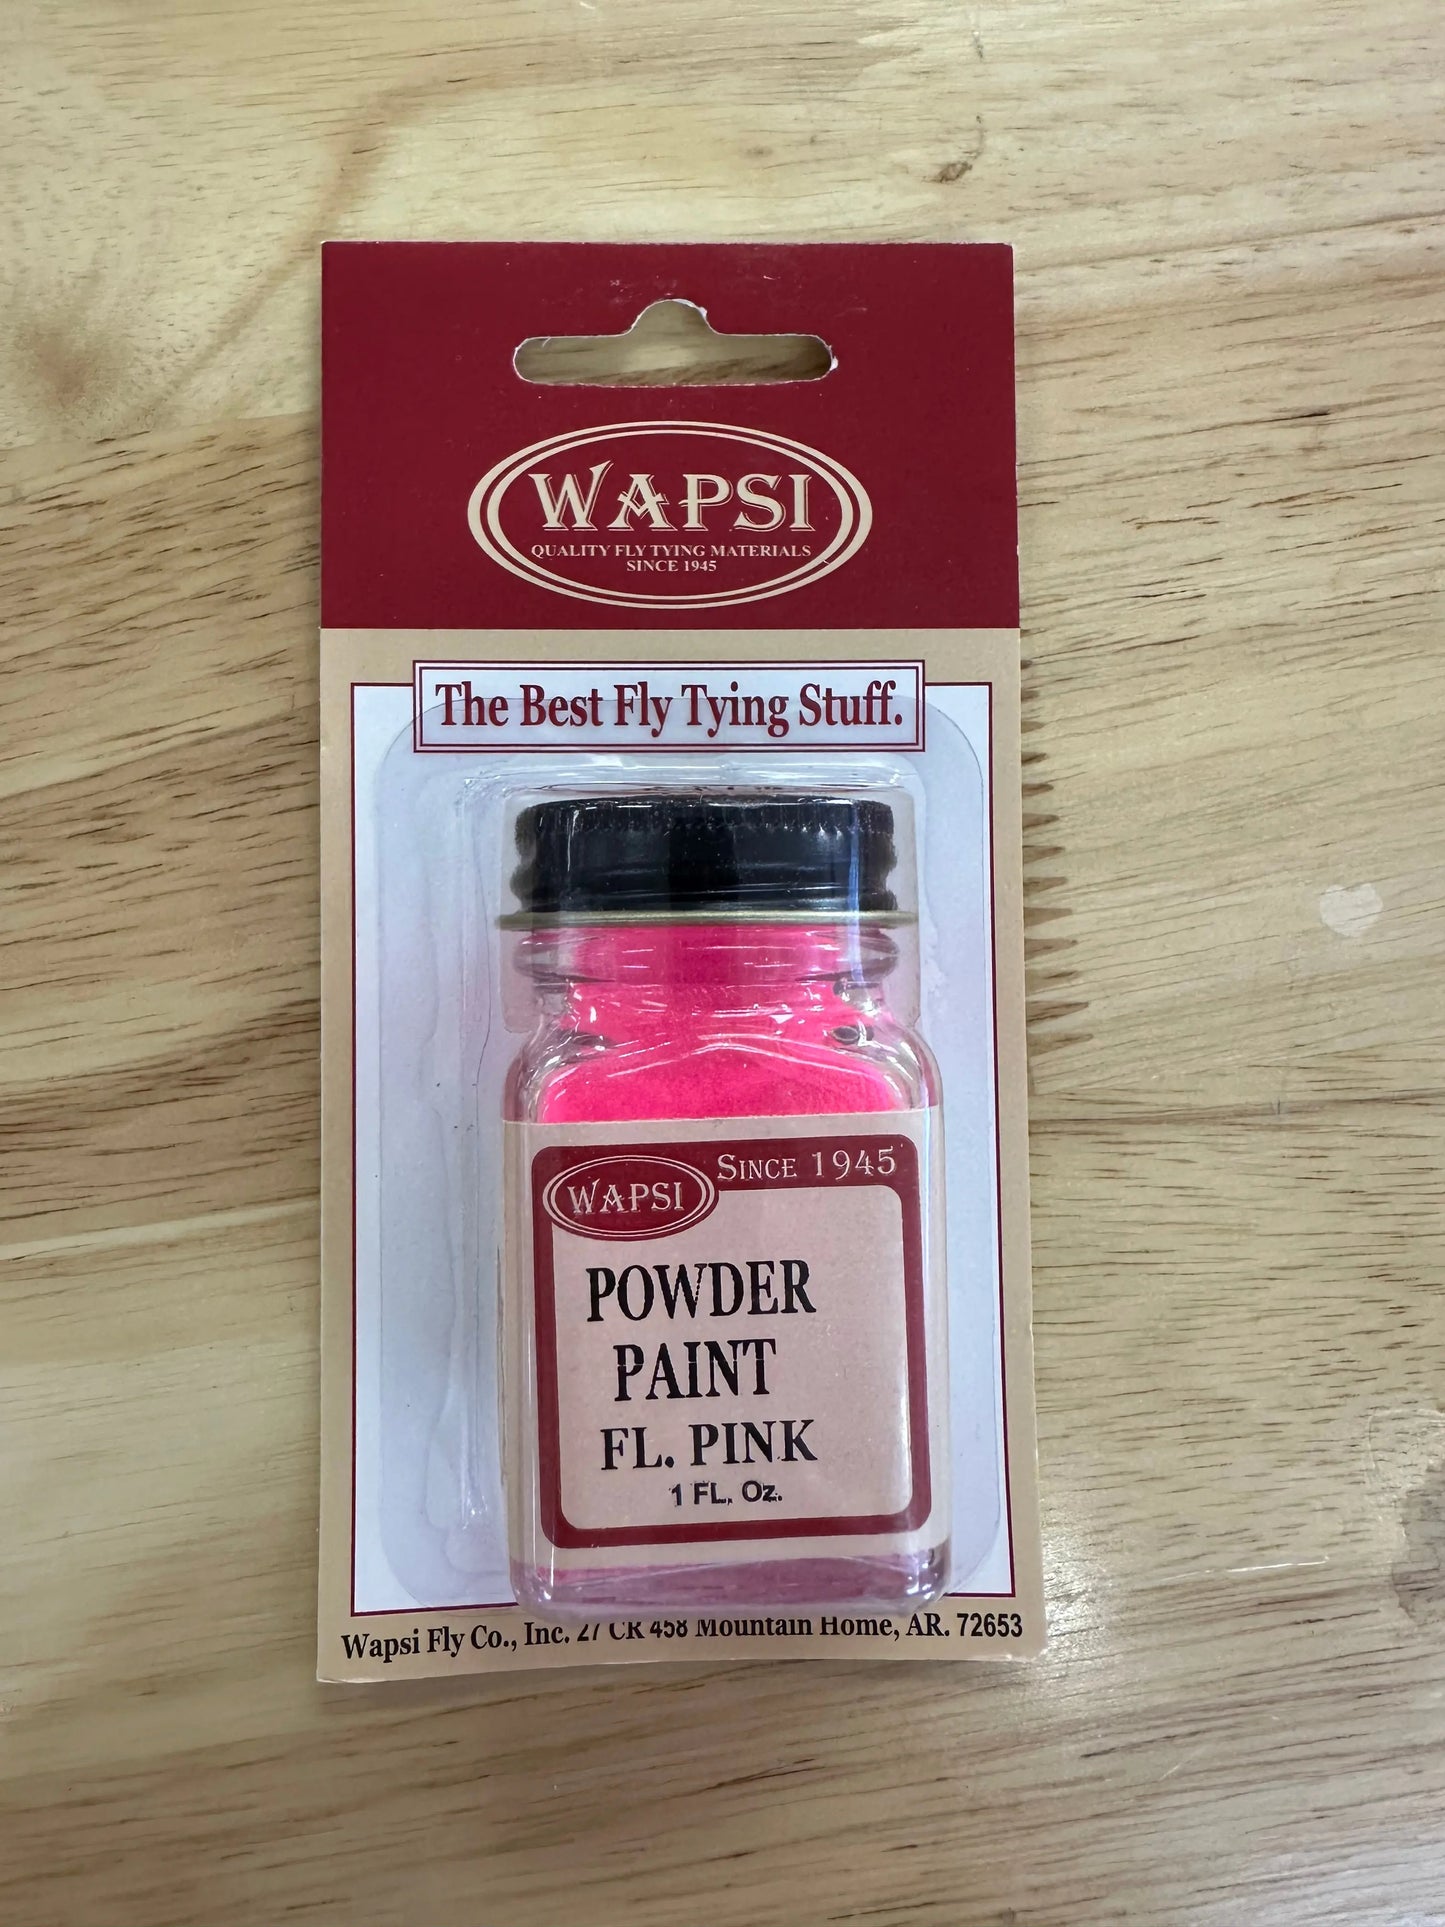 WAPSI
QUALITY FLY TYING MATERIALS
SINCE 1945
The Best Fly Tying Stuff.
WAPSI
SINCE 1945
POWDER
PAINT
FL. PINK
1 FL. Oz.
Wapsi Fly Co., Inc. 27 CR 458 Mountain Home, AR. 72653